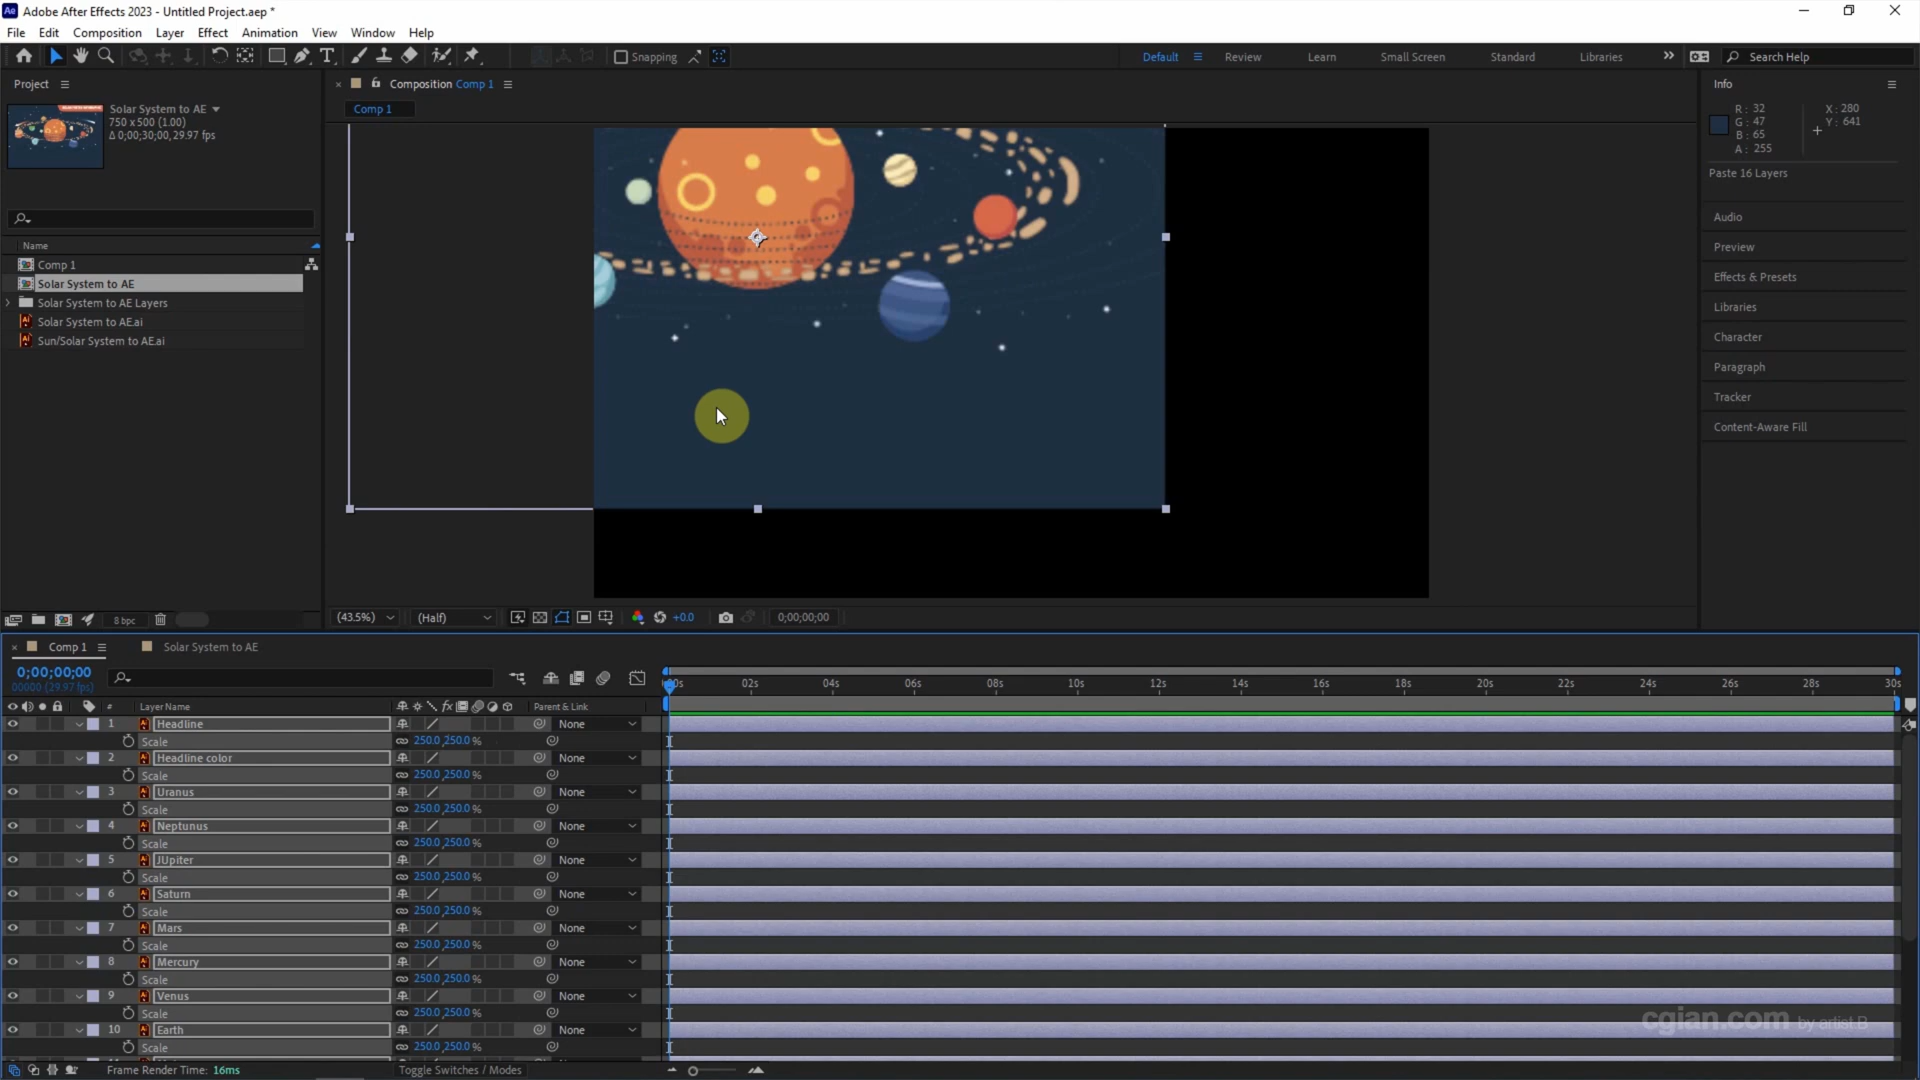 Adobe After Effects 2023 - Untitled Project.aep *
File Edit Composition Layer Effect Animation View Window Help
Snapping
Default Review Learn Small Screen Standard Libraries Search Help
Project
Solar System to AE
750 x 500 (1.00)
Δ 0;00;30;00, 29.97 fps
Name
Comp 1
Solar System to AE
Solar System to AE Layers
Solar System to AE.ai
Sun/Solar System to AE.ai
8 bpc
Composition Comp 1
Comp 1
(43.5%) (Half) +0.0 0;00;00;00
Info
R: 32 X: 280
G: 47 Y: 641
B: 65
A: 255
Paste 16 Layers
Audio
Preview
Effects & Presets
Libraries
Character
Paragraph
Tracker
Content-Aware Fill
Comp 1 Solar System to AE
0;00;00;00
00000 (29.97 fps)
02s 04s 06s 08s 10s 12s 14s 16s 18s 20s 22s 24s 26s 28s 30s
# Layer Name fx Parent & Link
1 Headline None
Scale 250.0,250.0 %
2 Headline color None
Scale 250.0,250.0 %
3 Uranus None
Scale 250.0,250.0 %
4 Neptunus None
Scale 250.0,250.0 %
5 JUpiter None
Scale 250.0,250.0 %
6 Saturn None
Scale 250.0,250.0 %
7 Mars None
Scale 250.0,250.0 %
8 Mercury None
Scale 250.0,250.0 %
9 Venus None
Scale 250.0,250.0 %
10 Earth None
Scale 250.0,250.0 %
Frame Render Time: 16ms Toggle Switches / Modes
cgian.com by artist.B